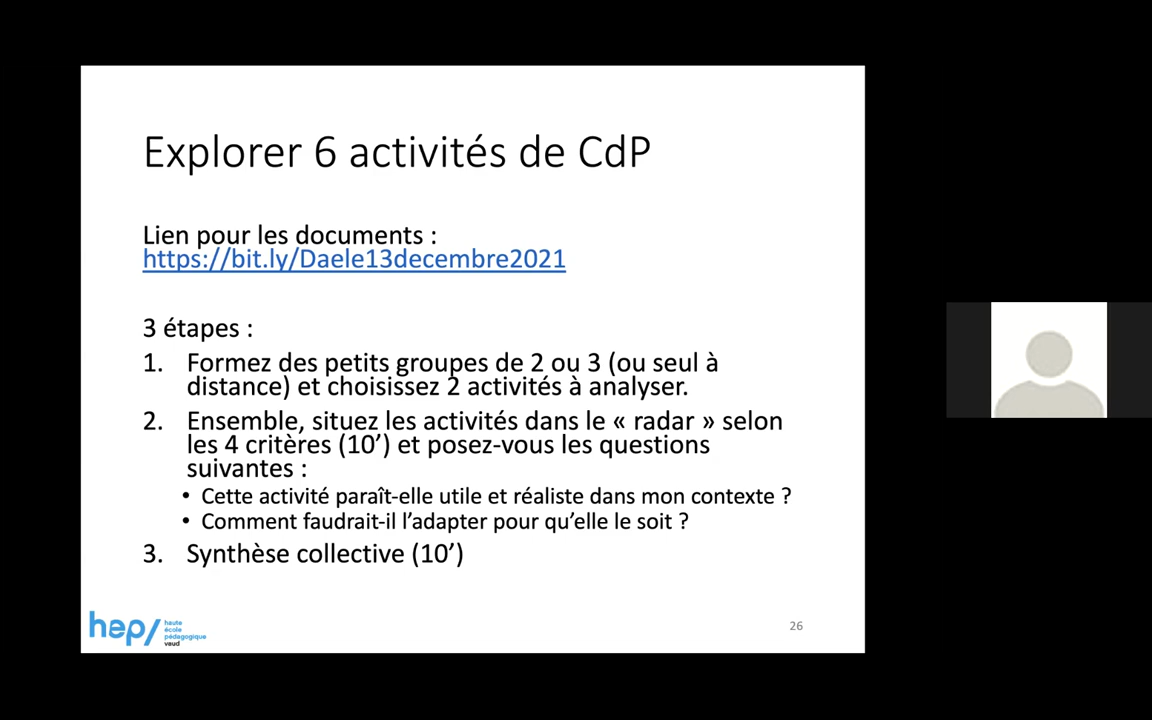 Explorer 6 activités de CdP
Lien pour les documents :
https://bit.ly/Daele13decembre2021
3 étapes :
1. Formez des petits groupes de 2 ou 3 (ou seul à
distance) et choisissez 2 activités à analyser.
2. Ensemble, situez les activités dans le « radar » selon
les 4 critères (10’) et posez-vous les questions
suivantes :
• Cette activité paraît-elle utile et réaliste dans mon contexte ?
• Comment faudrait-il l’adapter pour qu’elle le soit ?
3. Synthèse collective (10’)
hep/
haute
école
pédagogique
vaud
26